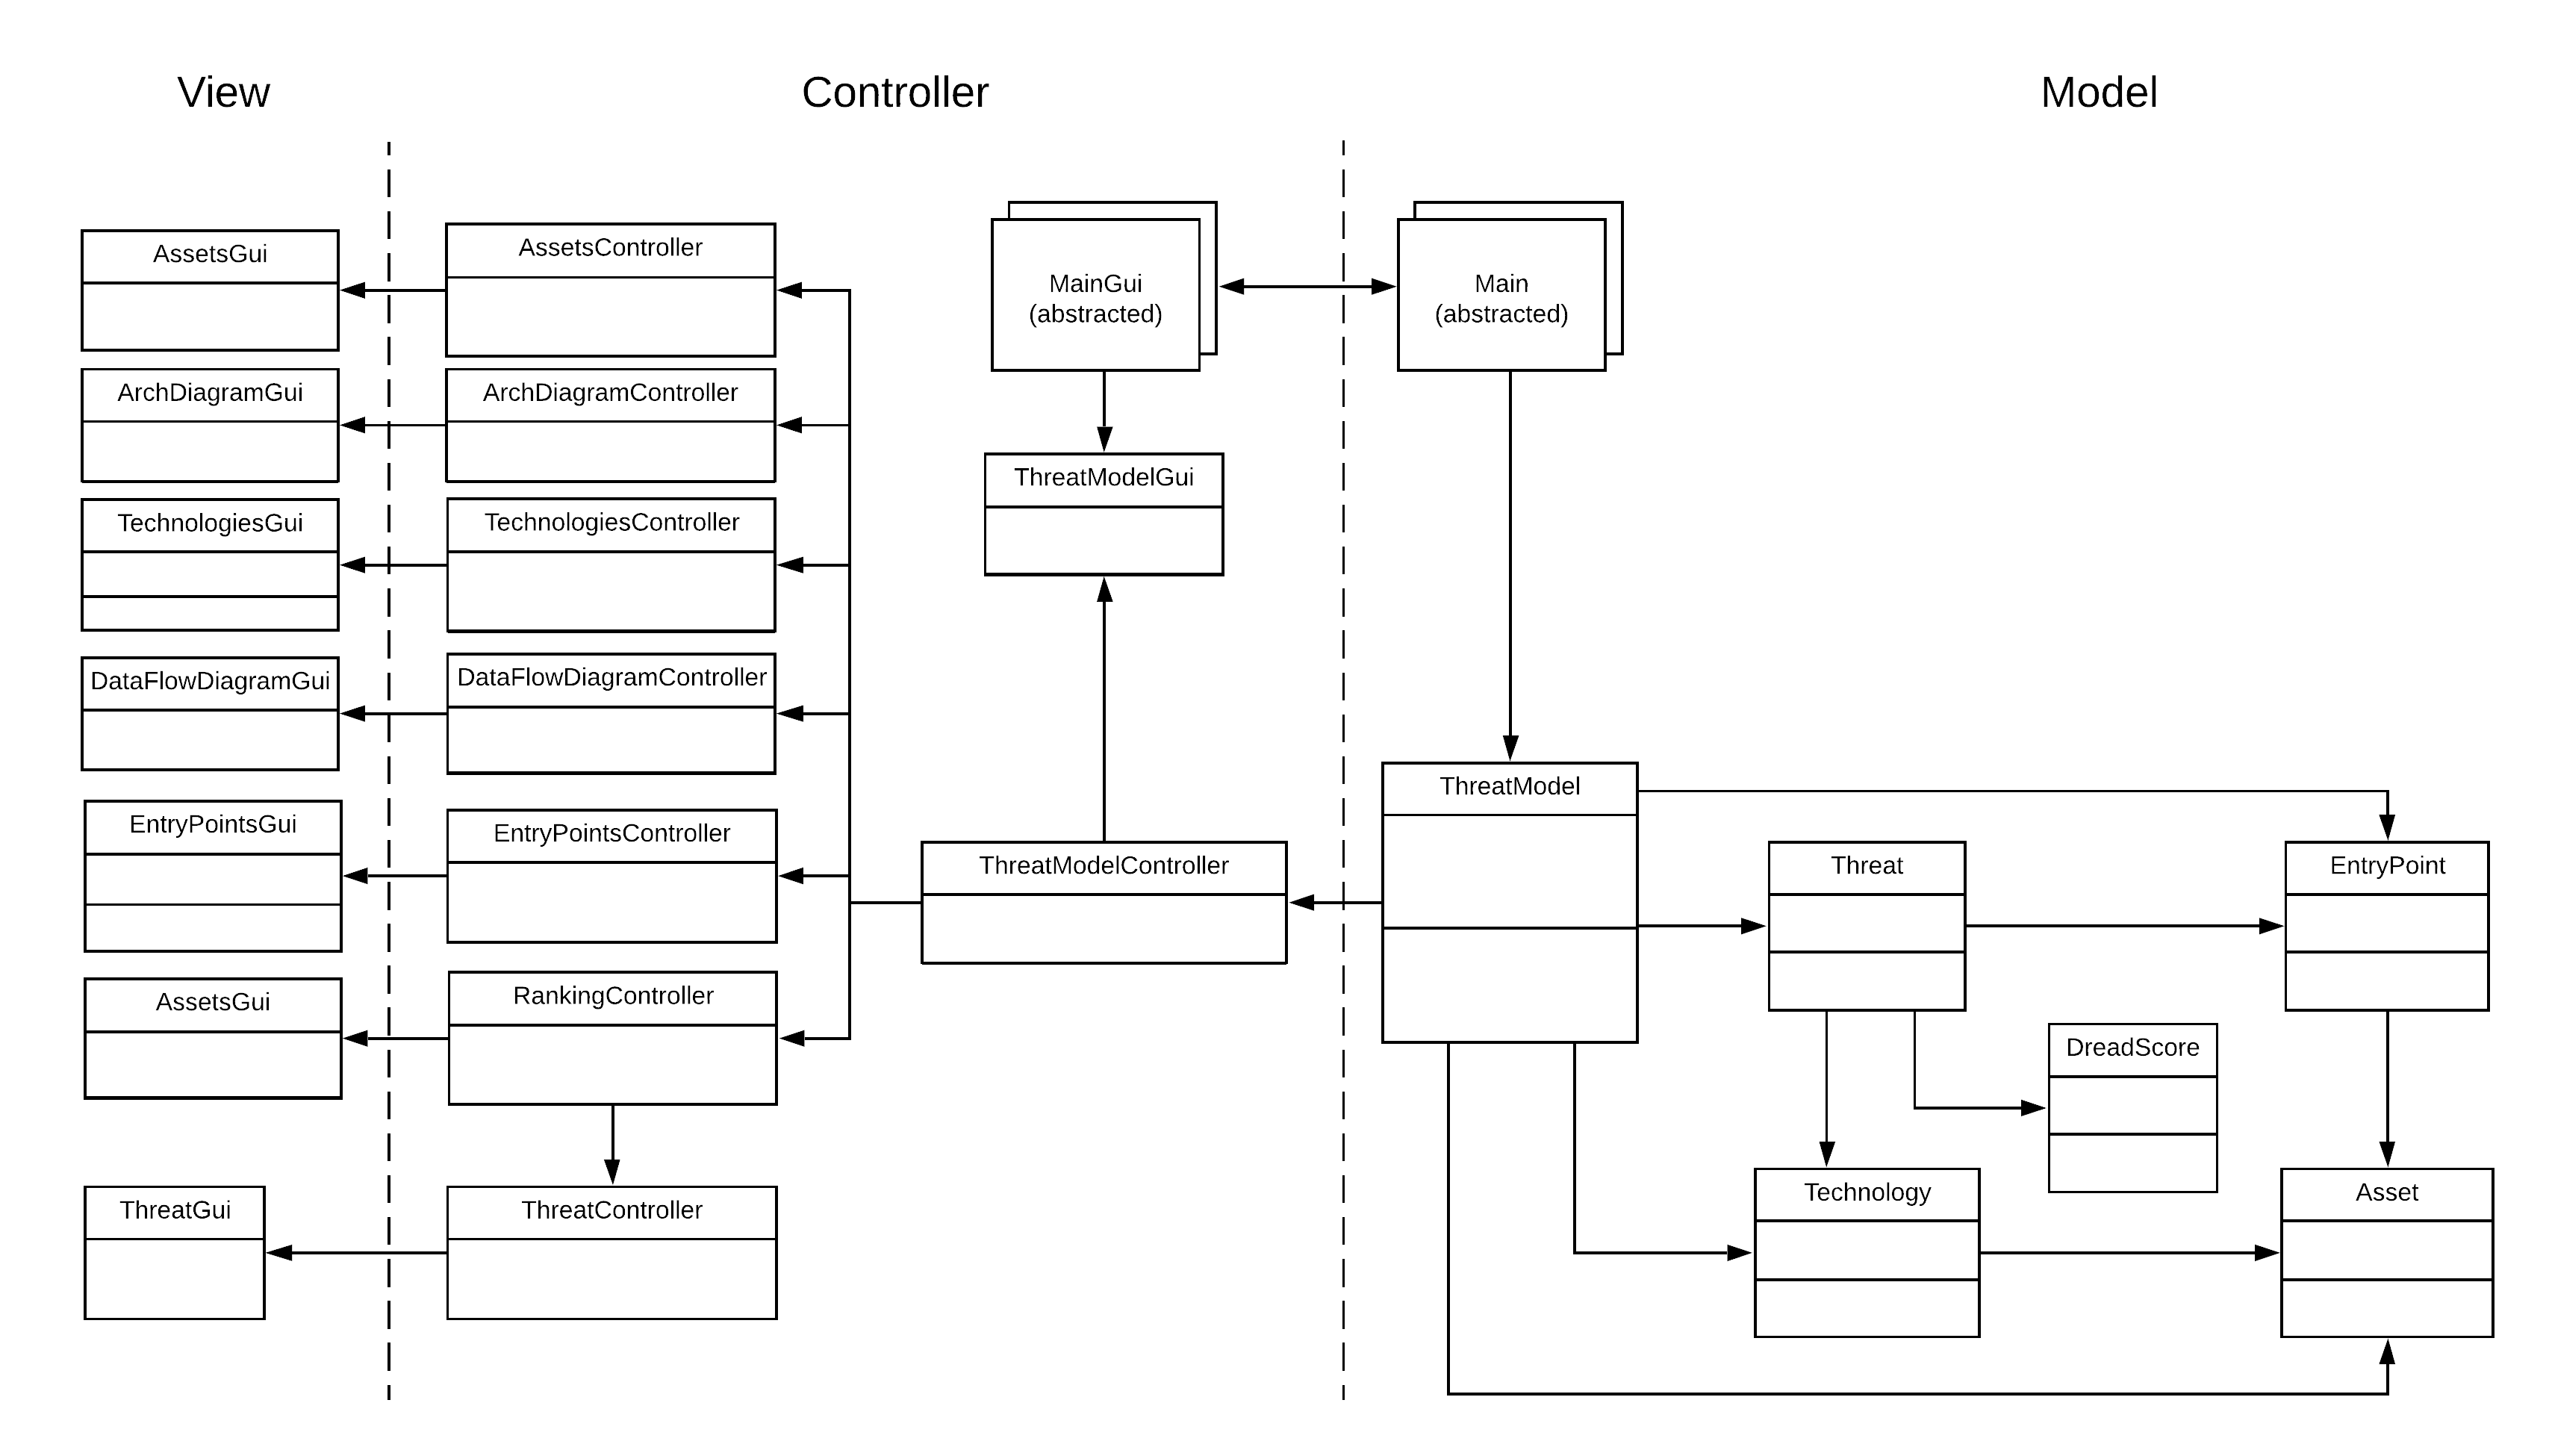 View
Controller
Model
AssetsGui
AssetsController
MainGui
(abstracted)
Main
(abstracted)
ArchDiagramGui
ArchDiagramController
ThreatModelGui
TechnologiesGui
TechnologiesController
DataFlowDiagramGui
DataFlowDiagramController
ThreatModel
EntryPointsGui
EntryPointsController
ThreatModelController
Threat
EntryPoint
AssetsGui
RankingController
DreadScore
ThreatGui
ThreatController
Technology
Asset